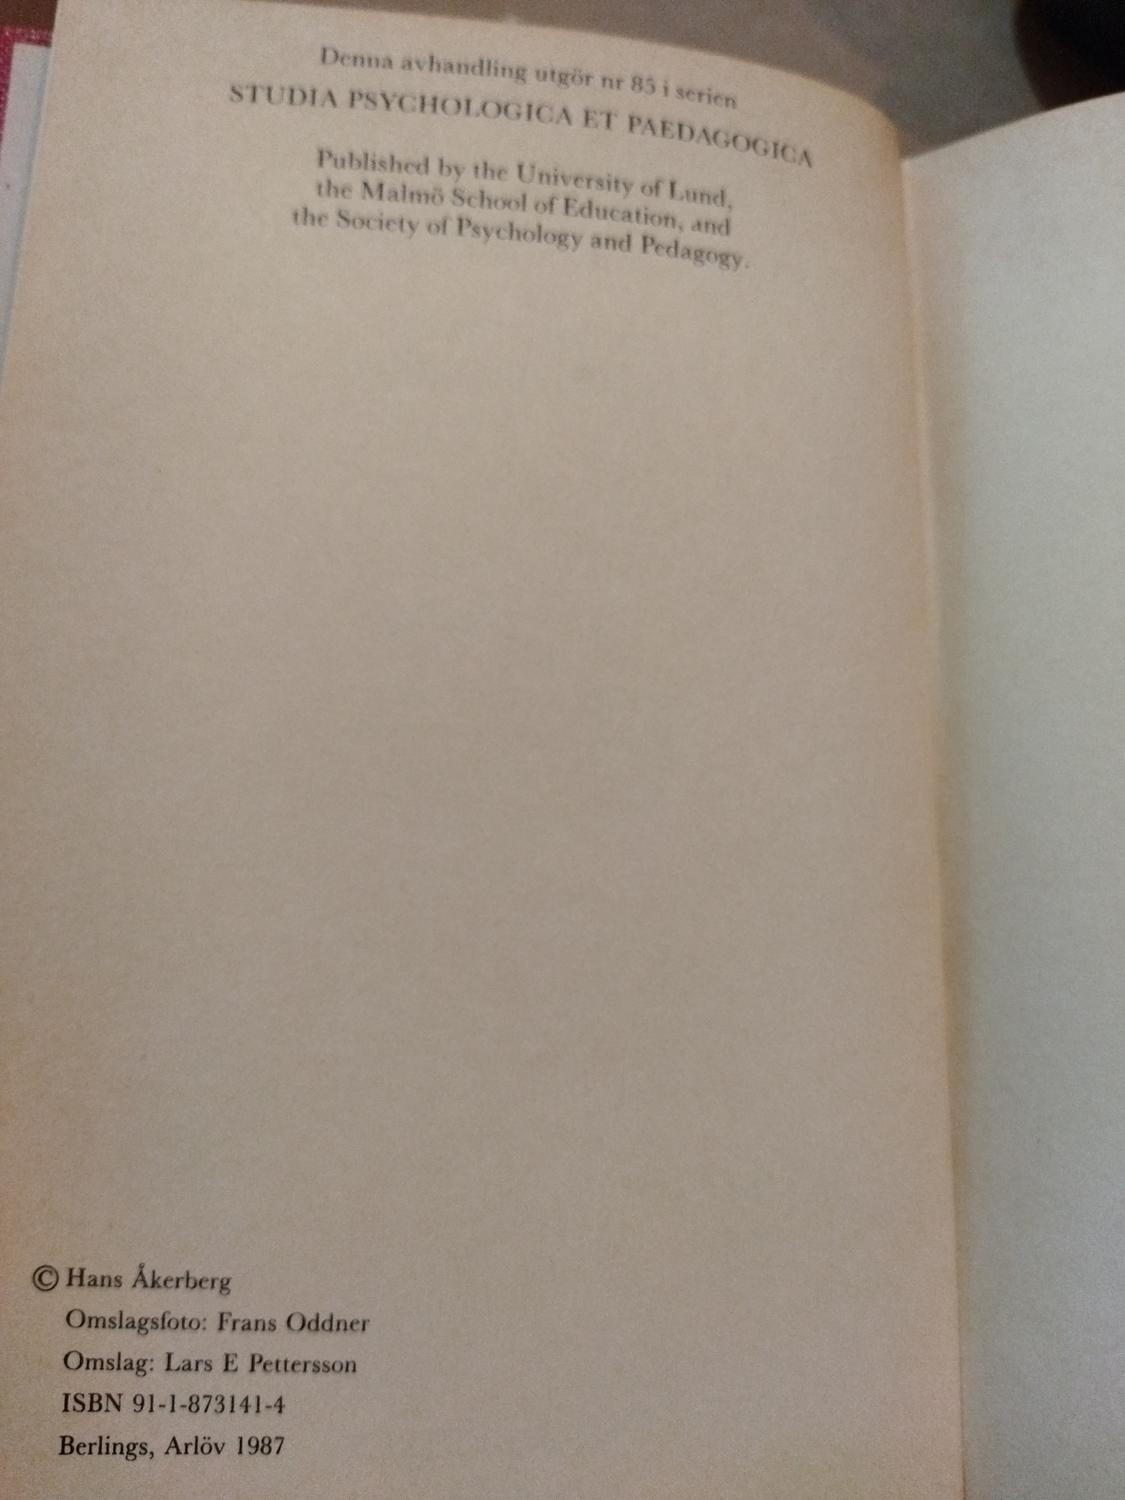 Denna avhandling utgör nr 85 i serien
STUDIA PSYCHOLOGICA ET PAEDAGOGICA
Published by the University of Lund,
the Malmö School of Education, and
the Society of Psychology and Pedagogy.
© Hans Åkerberg
Omslagsfoto: Frans Oddner
Omslag: Lars E Pettersson
ISBN 91-1-873141-4
Berlings, Arlöv 1987